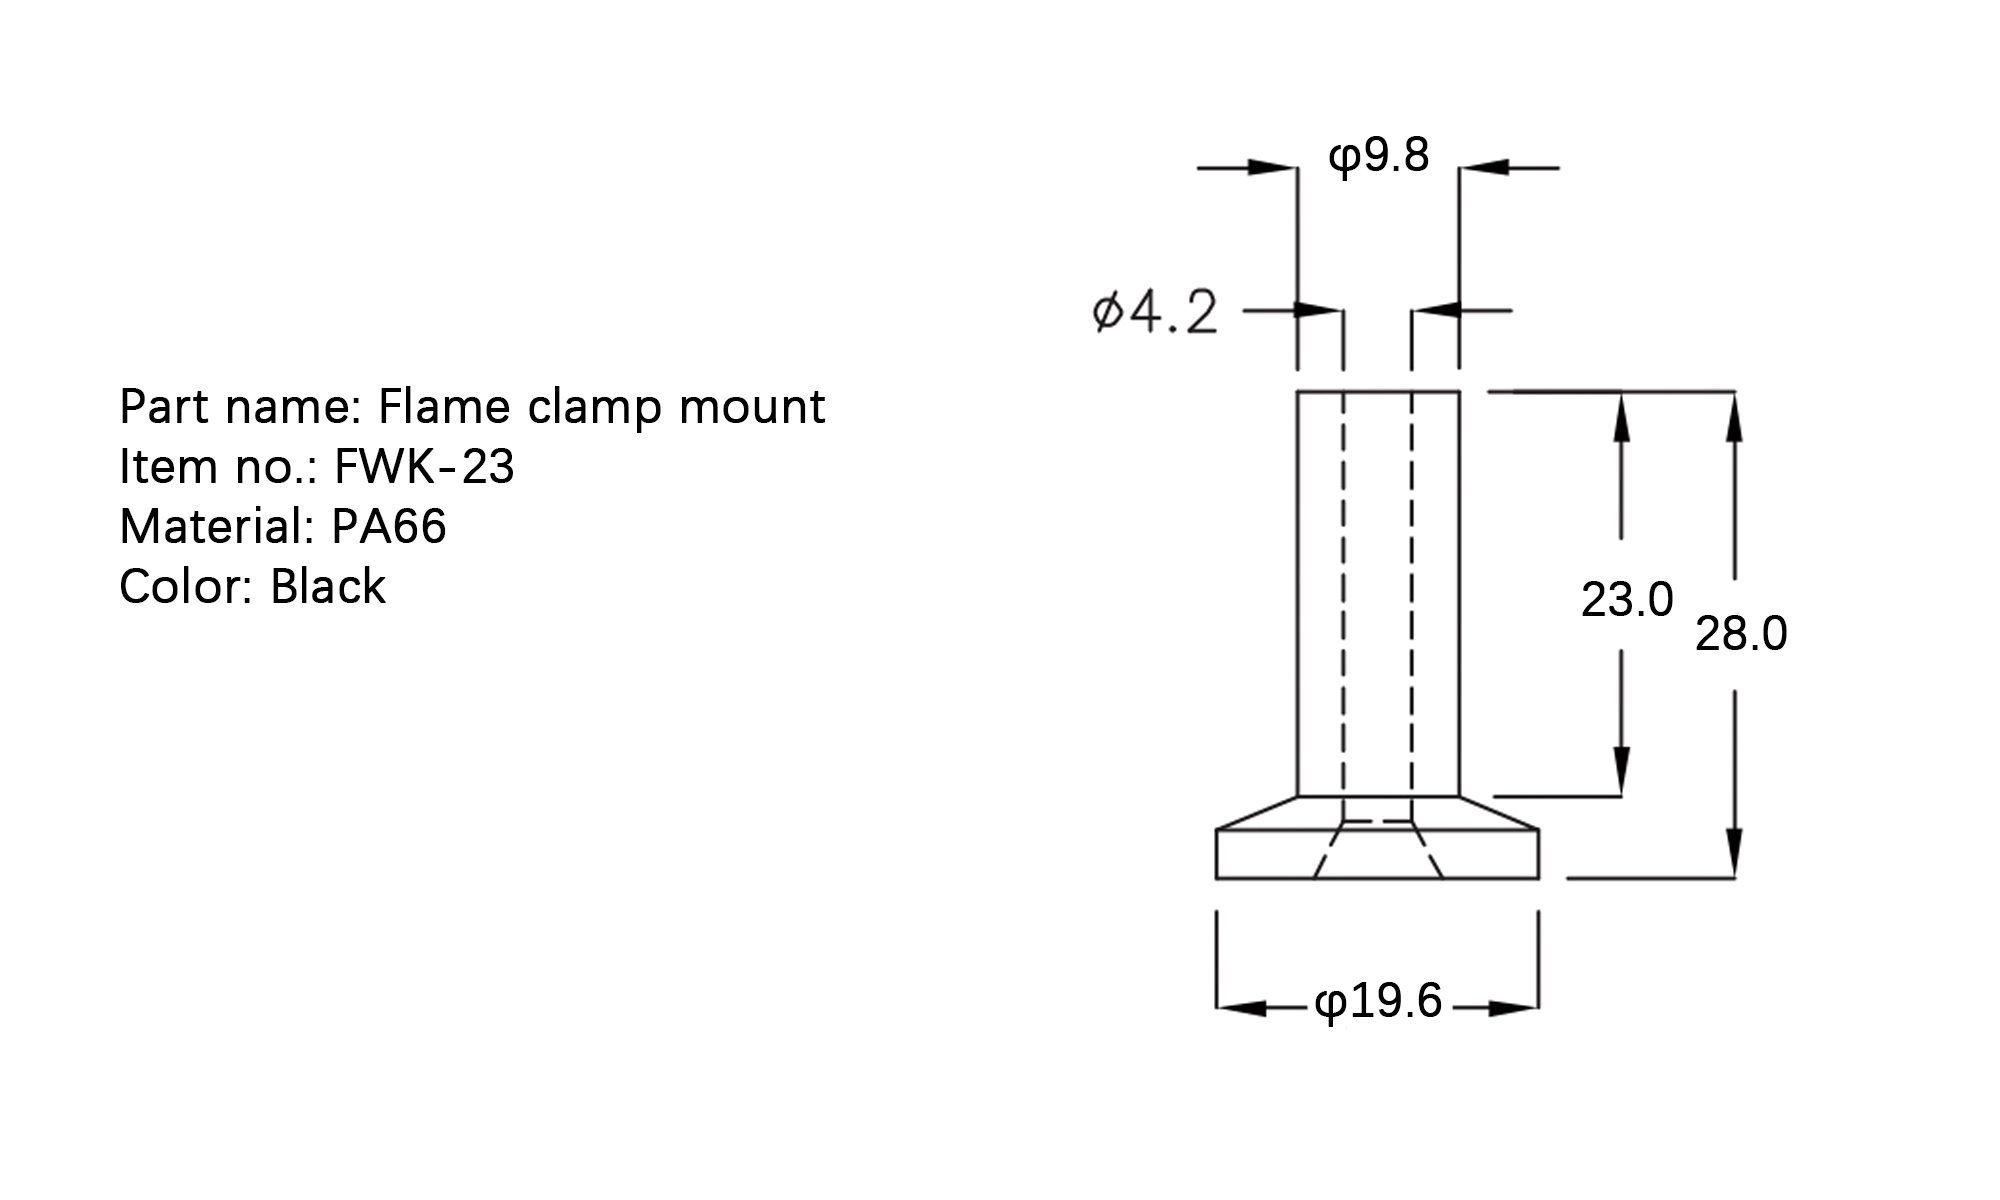 φ9.8
⌀4.2
Part name: Flame clamp mount
Item no.: FWK-23
Material: PA66
Color: Black
23.0
28.0
φ19.6